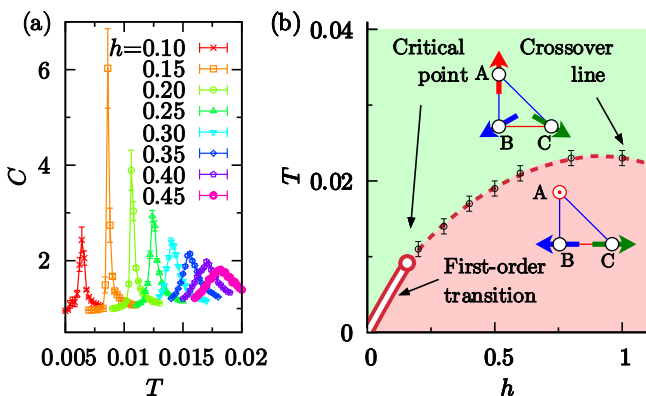 (a)
7
6
4
2
C
h=0.10
0.15
0.20
0.25
0.30
0.35
0.40
0.45
0.005
0.01
0.015
0.02
T
(b)
0.04
0.02
0
T
Critical
point
Crossover
line
A
B
C
A
B
C
First-order
transition
0
0.5
1
h